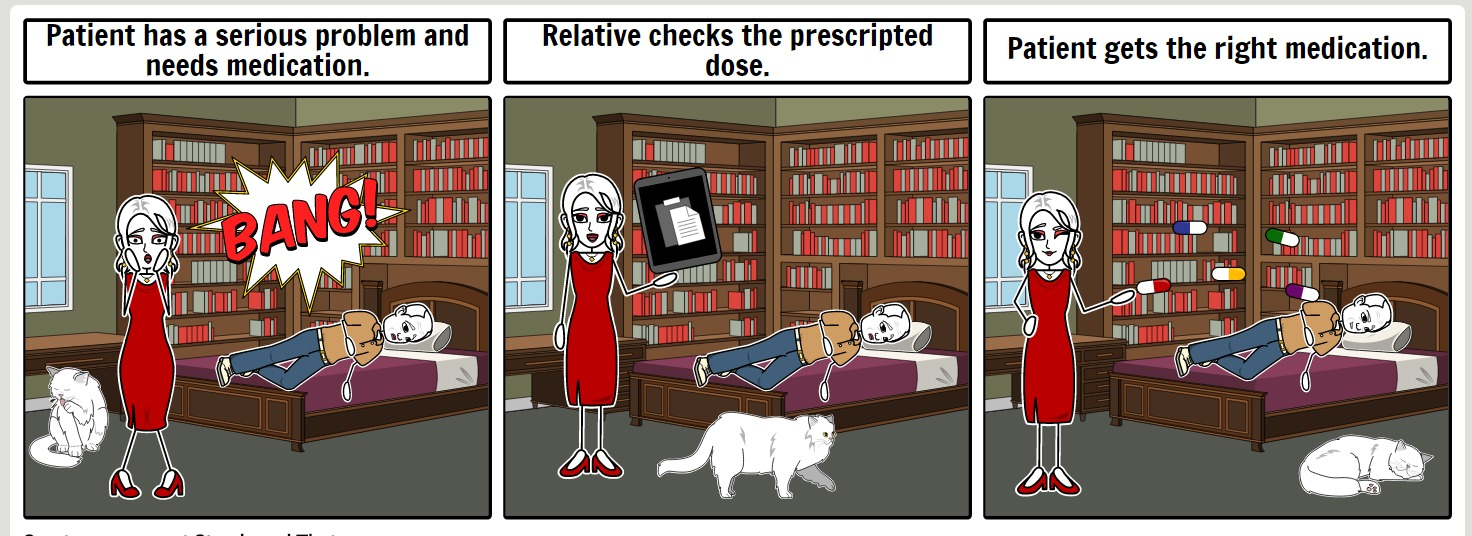 Patient has a serious problem and
needs medication.
Relative checks the prescripted
dose.
Patient gets the right medication.
BANG!